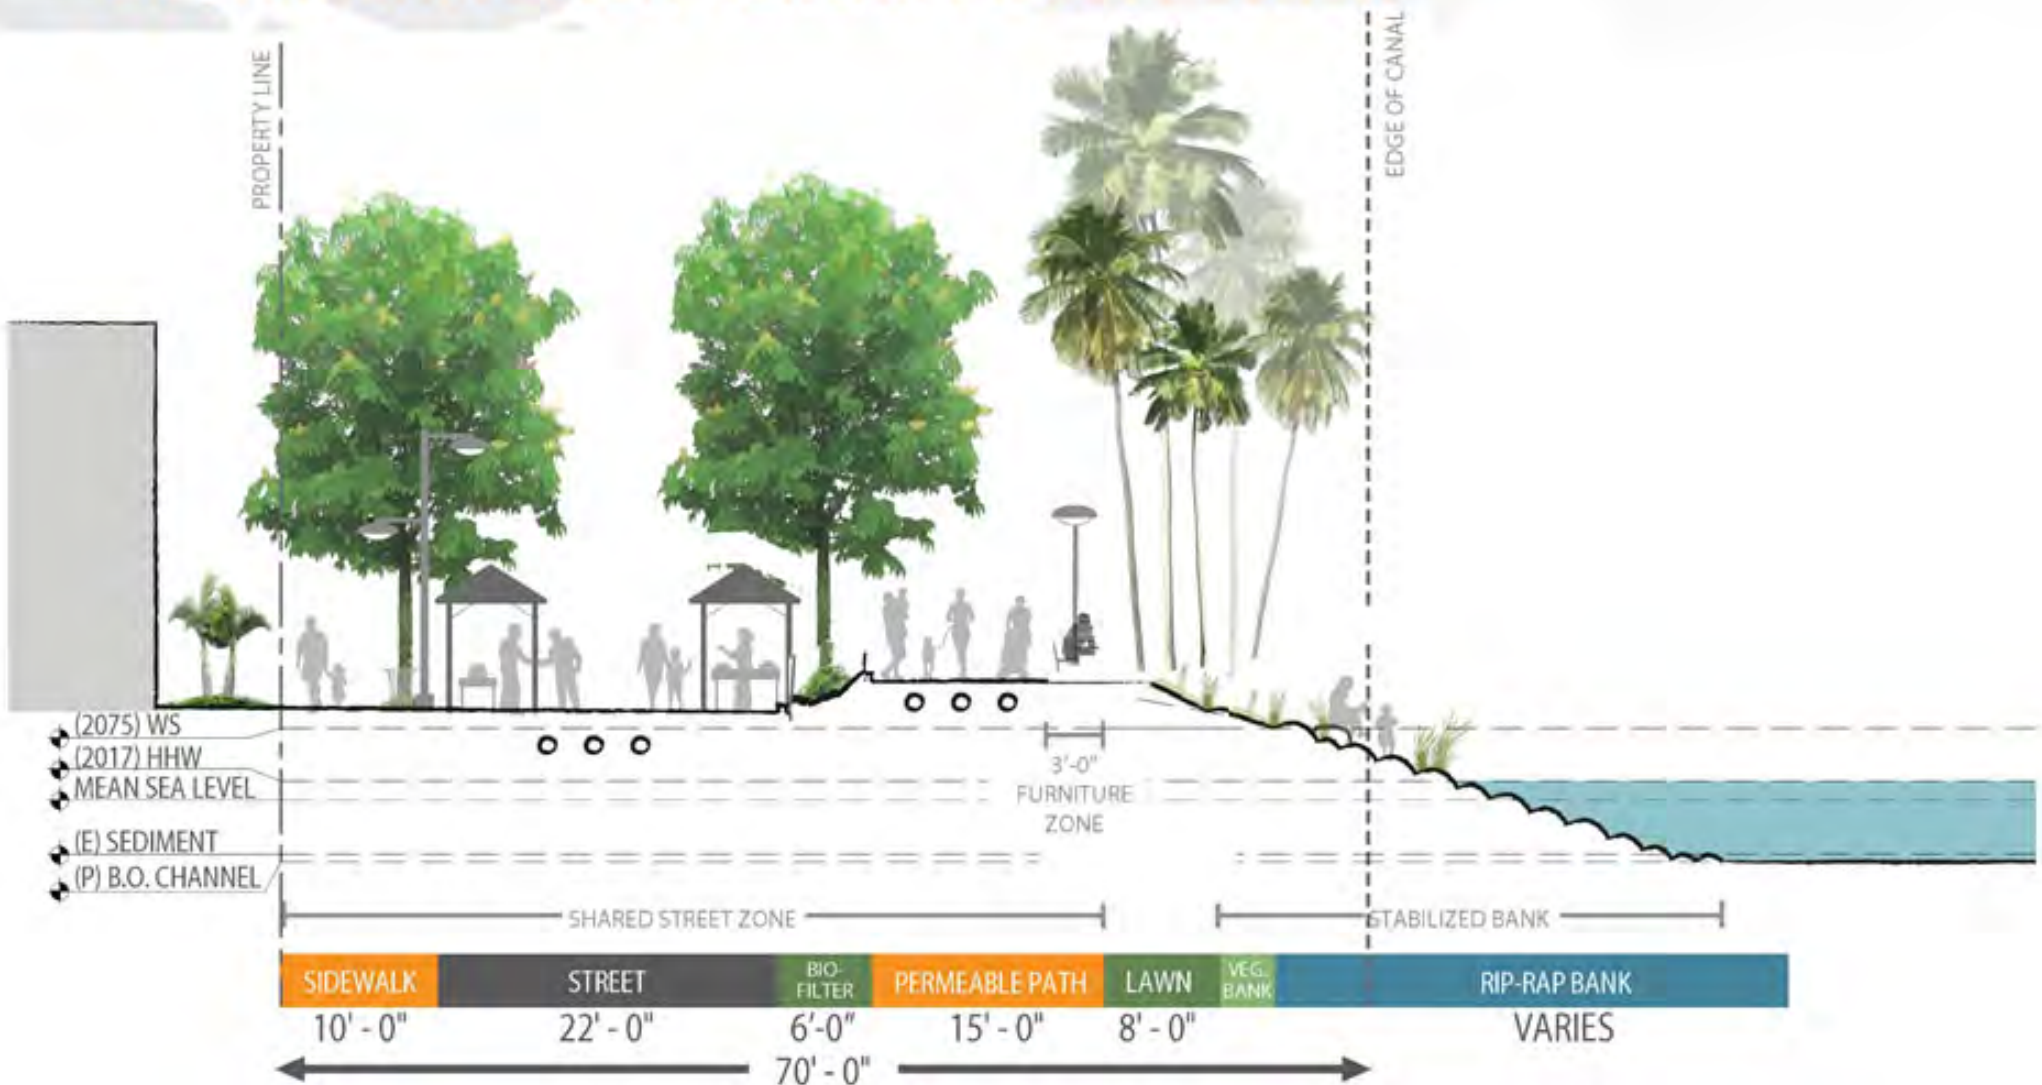 PROPERTY LINE
EDGE OF CANAL
(2075) WS
(2017) HHW
MEAN SEA LEVEL
(E) SEDIMENT
(P) B.O. CHANNEL
3'-0"
FURNITURE
ZONE
SHARED STREET ZONE
STABILIZED BANK
SIDEWALK
STREET
BIO-
FILTER
PERMEABLE PATH
LAWN
VEG.
BANK
RIP-RAP BANK
10' - 0"
22' - 0"
6'-0"
15' - 0"
8' - 0"
VARIES
70' - 0"